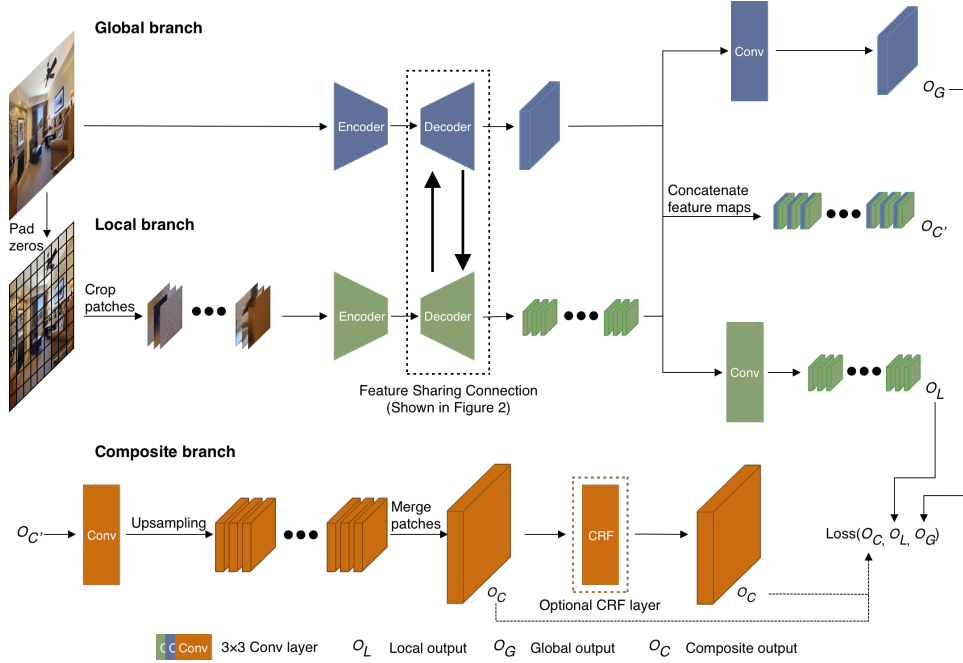 Global branch
Conv
O_G
Encoder
Decoder
Concatenate
feature maps
O_C'
Pad
zeros
Local branch
Crop
patches
Encoder
Decoder
Feature Sharing Connection
(Shown in Figure 2)
Conv
O_L
Composite branch
O_C'
Conv
Upsampling
Merge
patches
O_C
CRF
Optional CRF layer
O_C
Loss(O_C, O_L, O_G)
C C Conv 3×3 Conv layer O_L Local output O_G Global output O_C Composite output